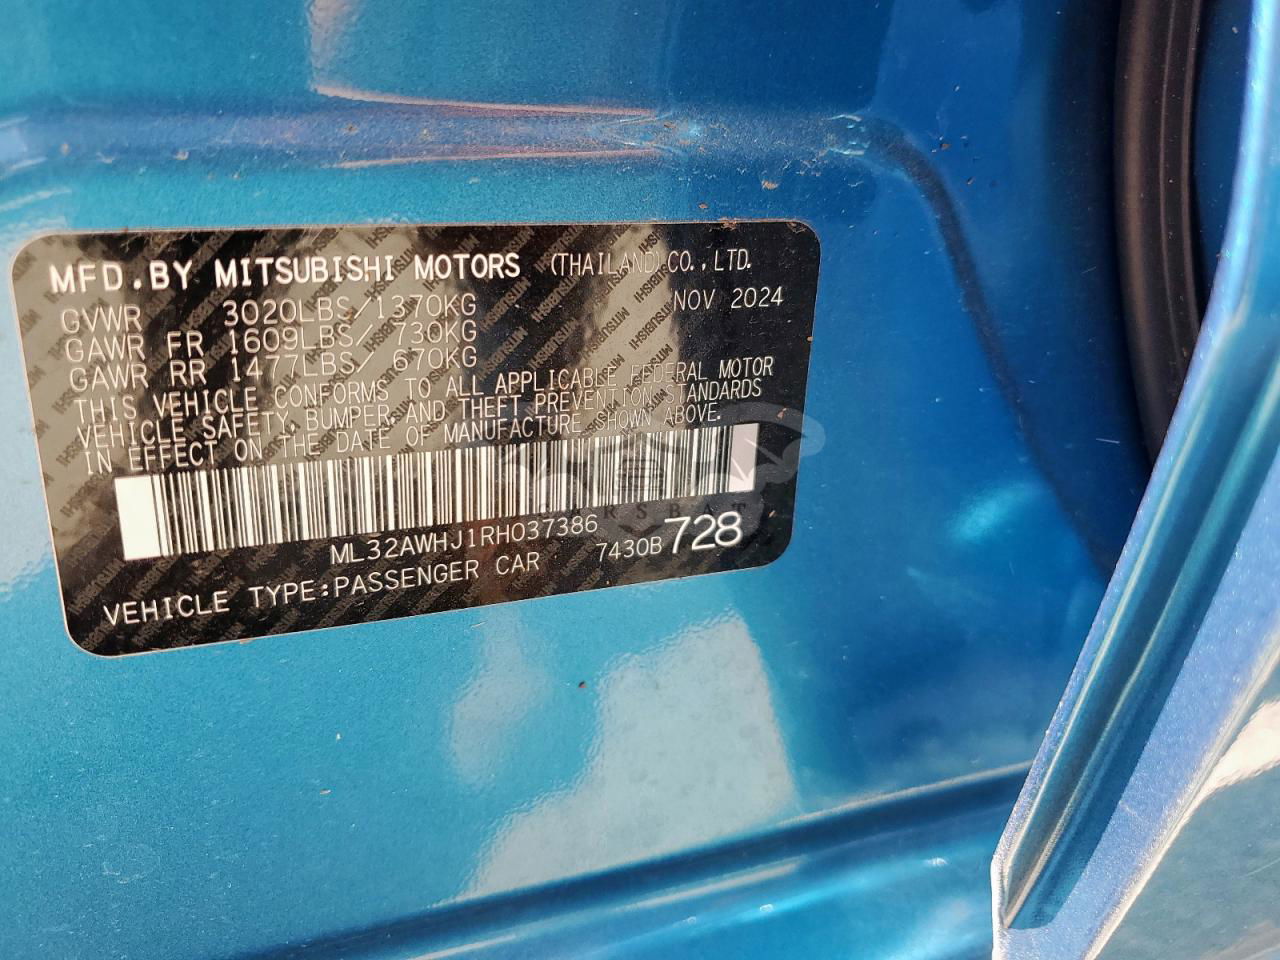 MFD.BY MITSUBISHI MOTORS (THAILAND)CO.,LTD.
GVWR 3020LBS/1370KG NOV 2024
GAWR FR 1609LBS/ 730KG
GAWR RR 1477LBS/ 670KG
THIS VEHICLE CONFORMS TO ALL APPLICABLE FEDERAL MOTOR
VEHICLE SAFETY, BUMPER AND THEFT PREVENTION STANDARDS
IN EFFECT ON THE DATE OF MANUFACTURE SHOWN ABOVE.
ML32AWHJ1RH037386 7430B 728
VEHICLE TYPE:PASSENGER CAR